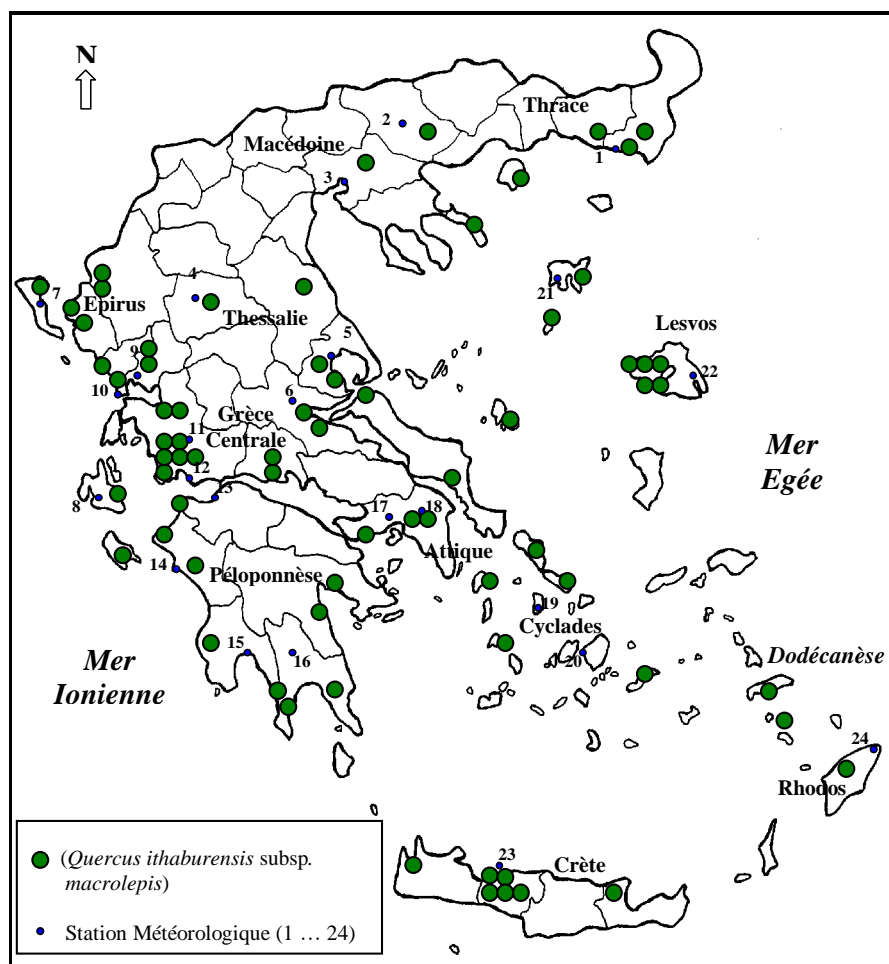 N
Thrace
2
Macédoine
1
3
7
4
Epirus
Thessalie
21
5
Lesvos
9
22
10
6
Grèce
Centrale
11
12
Mer
Egée
8
13
17
18
Attique
14
Péloponnèse
19
Cyclades
15
16
20
Dodécanèse
Mer
Ionienne
24
Rhodos
23
Crète
(Quercus ithaburensis subsp.
macrolepis)
Station Météorologique (1 … 24)